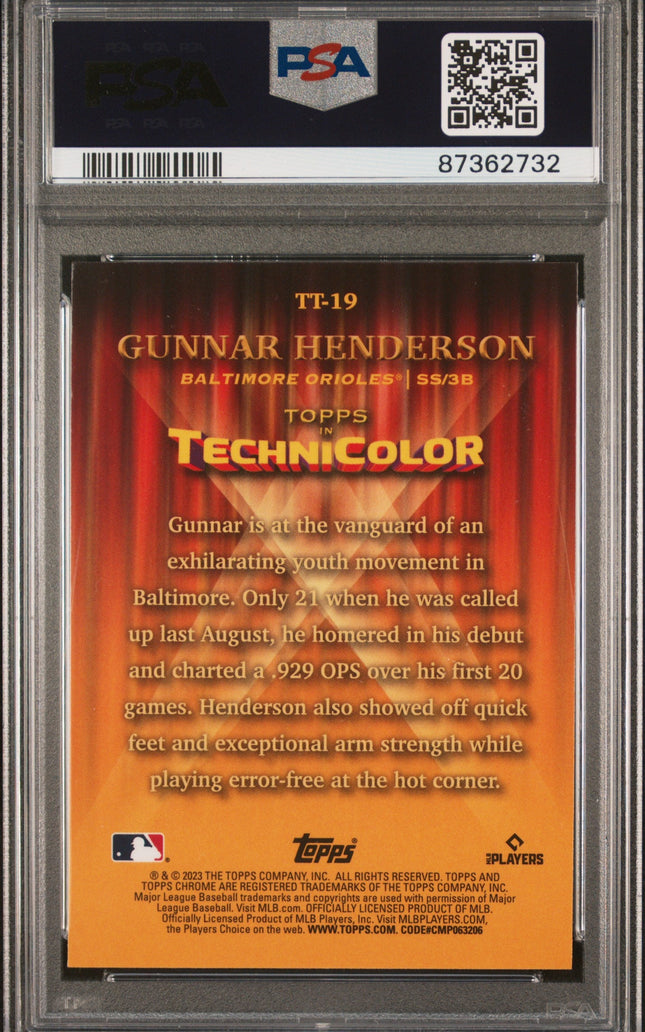 PSA
PSA
87362732
TT-19
GUNNAR HENDERSON
BALTIMORE ORIOLES® | SS/3B
TOPPS
IN
TECHNICOLOR
Gunnar is at the vanguard of an
exhilarating youth movement in
Baltimore. Only 21 when he was called
up last August, he homered in his debut
and charted a .929 OPS over his first 20
games. Henderson also showed off quick
feet and exceptional arm strength while
playing error-free at the hot corner.
topps®
MLB PLAYERS
® & © 2023 THE TOPPS COMPANY, INC. ALL RIGHTS RESERVED. TOPPS AND
TOPPS CHROME ARE REGISTERED TRADEMARKS OF THE TOPPS COMPANY, INC.
Major League Baseball trademarks and copyrights are used with permission of Major
League Baseball. Visit MLB.com. OFFICIALLY LICENSED PRODUCT OF MLB.
Officially Licensed Product of MLB Players, Inc. Visit MLBPLAYERS.COM,
the Players Choice on the web. WWW.TOPPS.COM. CODE#CMP063206
PSA